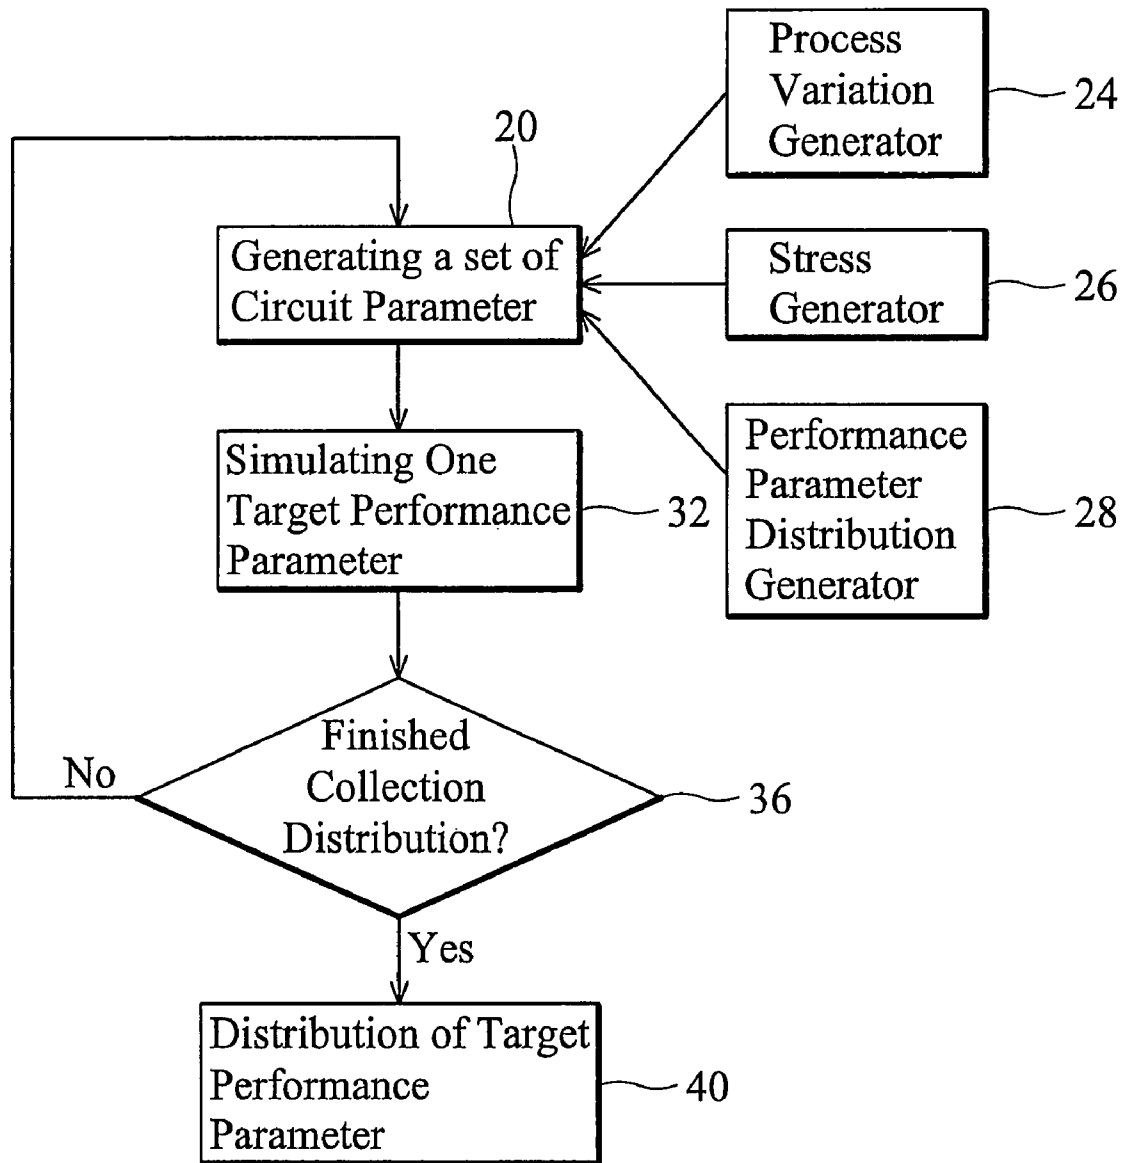 Process
Variation
Generator
24
20
Generating a set of
Circuit Parameter
Stress
Generator
26
Simulating One
Target Performance
Parameter
32
Performance
Parameter
Distribution
Generator
28
Finished
Collection
Distribution?
36
No
Yes
Distribution of Target
Performance
Parameter
40